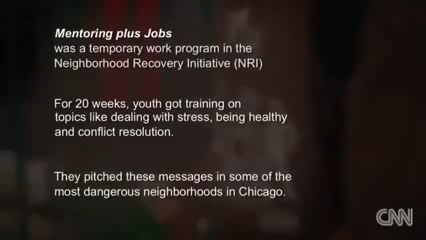 Mentoring plus Jobs
was a temporary work program in the
Neighborhood Recovery Initiative (NRI)
For 20 weeks, youth got training on
topics like dealing with stress, being healthy
and conflict resolution.
They pitched these messages in some of the
most dangerous neighborhoods in Chicago.
CNN